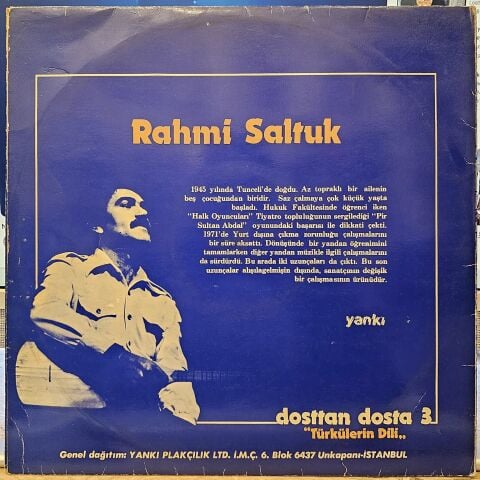 Rahmi Saltuk
1945 yılında Tunceli'de doğdu. Az topraklı bir ailenin
beş çocuğundan biridir. Saz çalmaya çok küçük yaşta
başladı. Hukuk Fakültesinde öğrenci iken
"Halk Oyuncuları" Tiyatro topluluğunun sergilediği "Pir
Sultan Abdal" oyunundaki başarısı ile dikkati çekti.
1971'de Yurt dışına çıkma zorunluğu çalışmalarını
bir süre aksattı. Dönüşünde bir yandan öğrenimini
tamamlarken diğer yandan müzikle ilgili çalışmalarını
da sürdürdü. Bu arada iki uzunçaları da çıktı. Bu son
uzunçalar alışılagelmişin dışında, sanatçının değişik
bir çalışmasının ürünüdür.
yankı
dosttan dosta 3
"Türkülerin Dili„
Genel dağıtım: YANKI PLAKÇILIK LTD. İ.M.Ç. 6. Blok 6437 Unkapanı-İSTANBUL